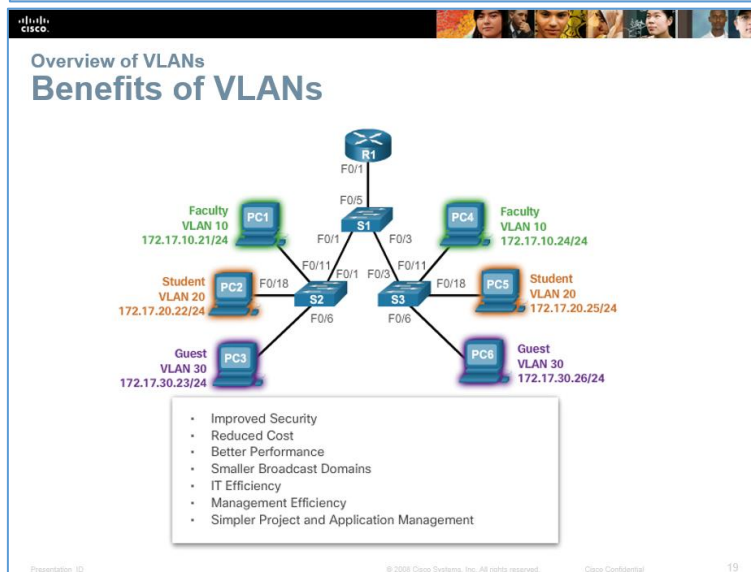 cisco.
Overview of VLANs
Benefits of VLANs
R1
F0/1
F0/5
S1
Faculty
VLAN 10
172.17.10.21/24
PC1
PC4
Faculty
VLAN 10
172.17.10.24/24
F0/1
F0/3
F0/11
F0/1
F0/3
F0/11
Student
VLAN 20
172.17.20.22/24
PC2
F0/18
S2
S3
F0/18
PC5
Student
VLAN 20
172.17.20.25/24
F0/6
F0/6
Guest
VLAN 30
172.17.30.23/24
PC3
PC6
Guest
VLAN 30
172.17.30.26/24
• Improved Security
• Reduced Cost
• Better Performance
• Smaller Broadcast Domains
• IT Efficiency
• Management Efficiency
• Simpler Project and Application Management
Presentation_ID © 2008 Cisco Systems, Inc. All rights reserved. Cisco Confidential 19